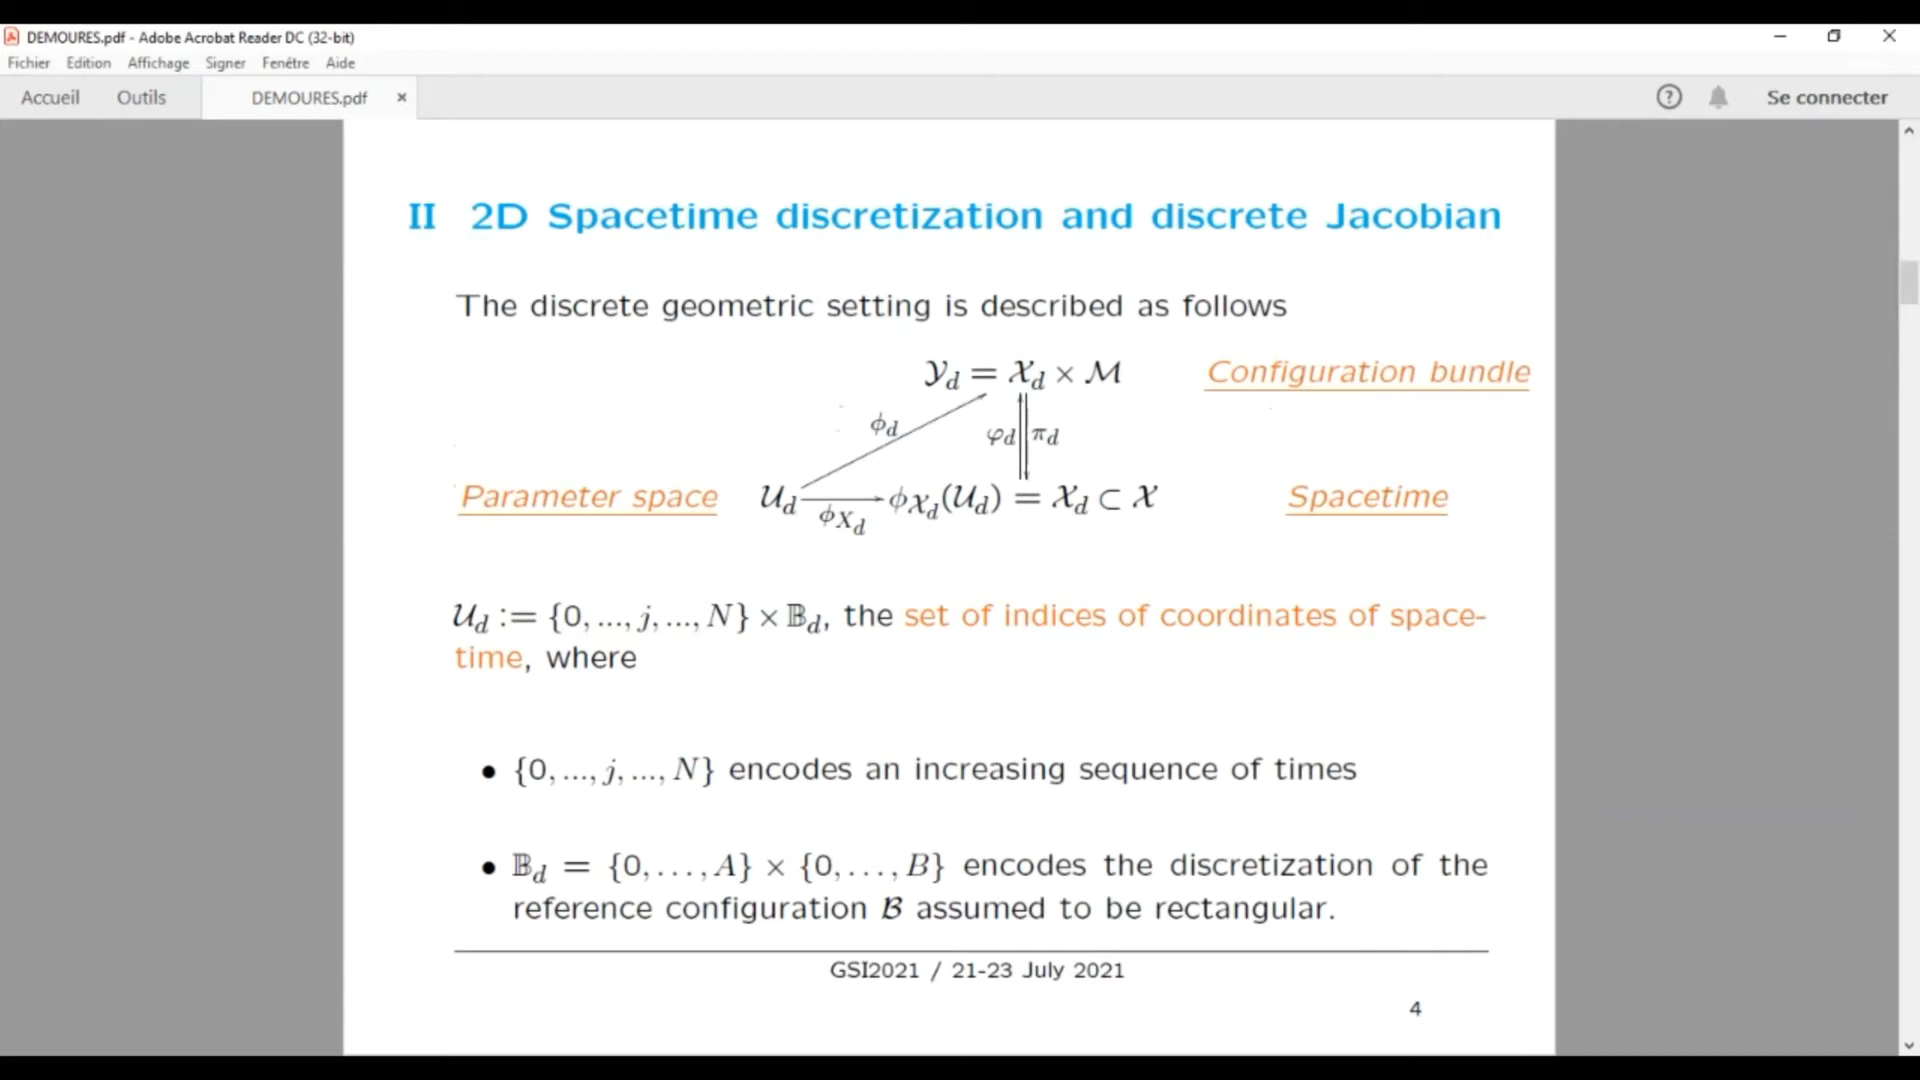 DEMOURES.pdf - Adobe Acrobat Reader DC (32-bit)
Fichier Edition Affichage Signer Fenêtre Aide
Accueil Outils DEMOURES.pdf × Se connecter
II 2D Spacetime discretization and discrete Jacobian
The discrete geometric setting is described as follows
𝒴_d = 𝒳_d × ℳ Configuration bundle
ϕ_d φ_d π_d
Parameter space 𝒰_d ϕ_{𝒳_d}(𝒰_d) = 𝒳_d ⊂ 𝒳 Spacetime
ϕ_{X_d}
𝒰_d := {0, ..., j, ..., N} × 𝔹_d, the set of indices of coordinates of space-
time, where
• {0, ..., j, ..., N} encodes an increasing sequence of times
• 𝔹_d = {0, . . . , A} × {0, . . . , B} encodes the discretization of the
reference configuration ℬ assumed to be rectangular.
GSI2021 / 21-23 July 2021
4